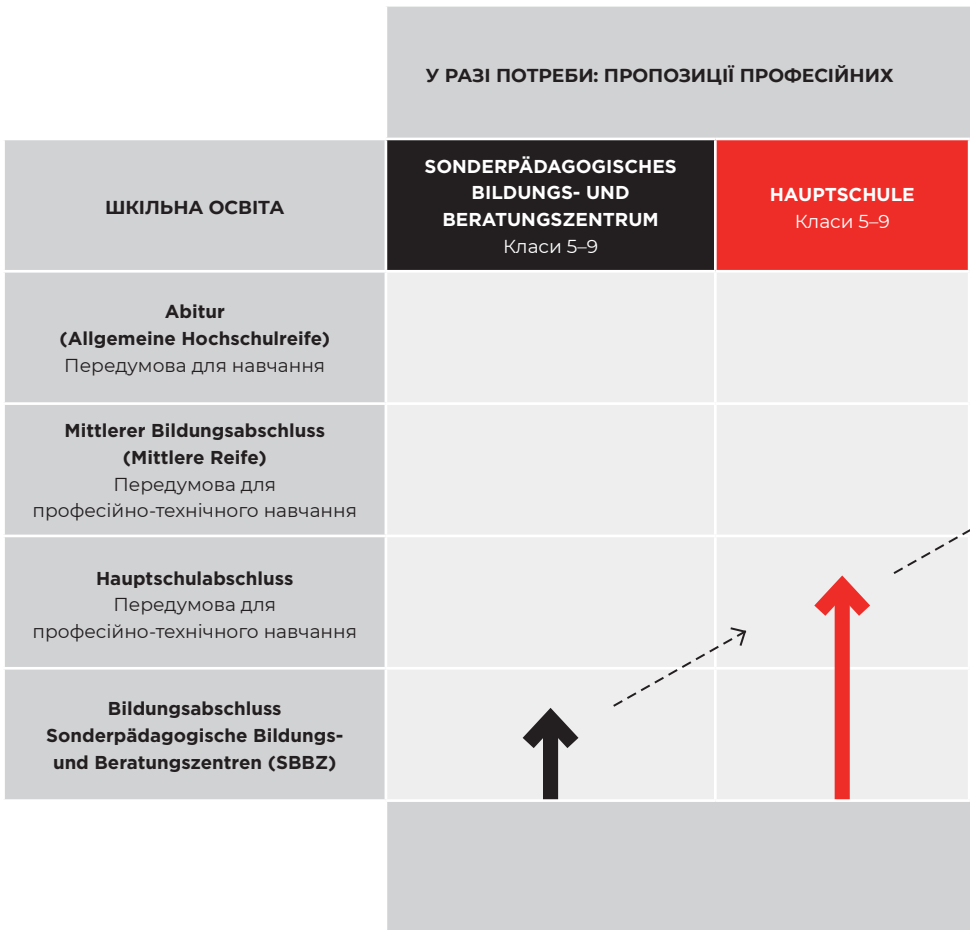 У РАЗІ ПОТРЕБИ: ПРОПОЗИЦІЇ ПРОФЕСІЙНИХ
ШКІЛЬНА ОСВІТА
SONDERPÄDAGOGISCHES
BILDUNGS- UND
BERATUNGSZENTRUM
Класи 5–9
HAUPTSCHULE
Класи 5–9
Abitur
(Allgemeine Hochschulreife)
Передумова для навчання
Mittlerer Bildungsabschluss
(Mittlere Reife)
Передумова для
професійно-технічного навчання
Hauptschulabschluss
Передумова для
професійно-технічного навчання
Bildungsabschluss
Sonderpädagogische Bildungs-
und Beratungszentren (SBBZ)